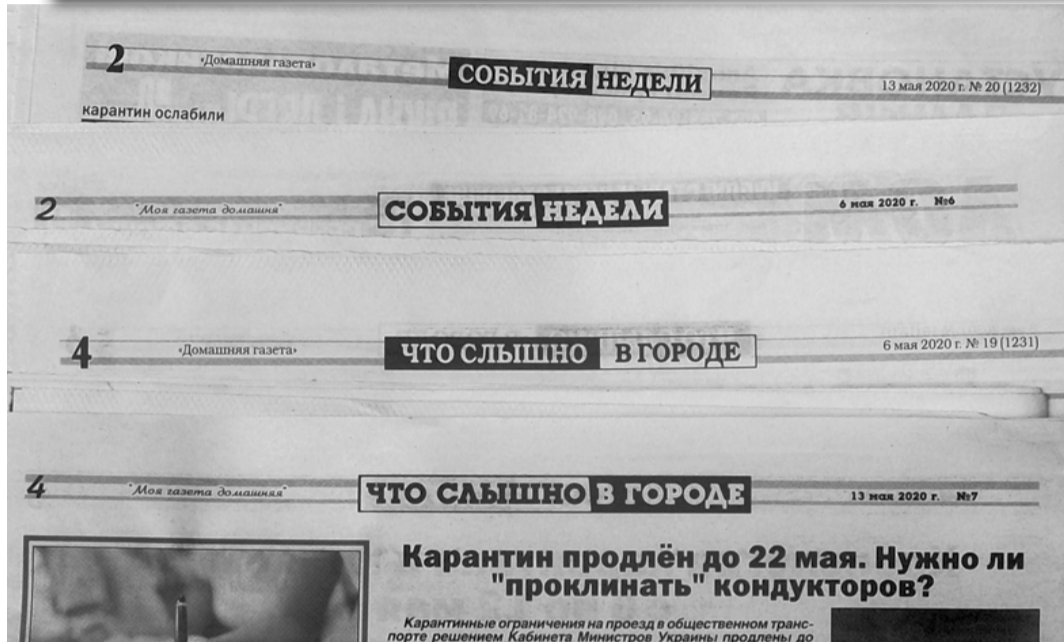 2 «Домашняя газета» СОБЫТИЯ НЕДЕЛИ 13 мая 2020 г. № 20 (1232)
карантин ослабили
2 "Моя газета домашня" СОБЫТИЯ НЕДЕЛИ 6 мая 2020 г. №6
4 «Домашняя газета» ЧТО СЛЫШНО В ГОРОДЕ 6 мая 2020 г. № 19 (1231)
4 "Моя газета домашняя" ЧТО СЛЫШНО В ГОРОДЕ 13 мая 2020 г. №7
Карантин продлён до 22 мая. Нужно ли
"проклинать" кондукторов?
Карантинные ограничения на проезд в общественном транс-
порте решением Кабинета Министров Украины продлены до